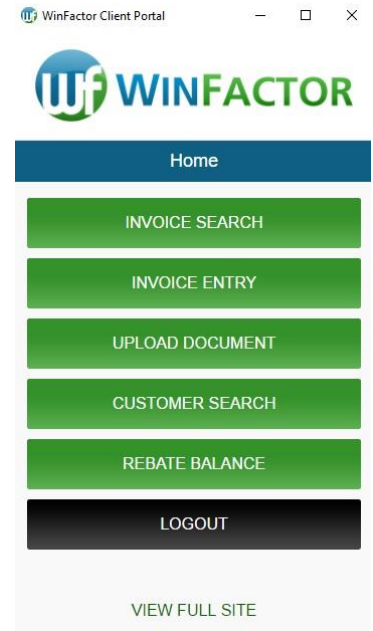 WinFactor Client Portal
WF WINFACTOR
Home
INVOICE SEARCH
INVOICE ENTRY
UPLOAD DOCUMENT
CUSTOMER SEARCH
REBATE BALANCE
LOGOUT
VIEW FULL SITE